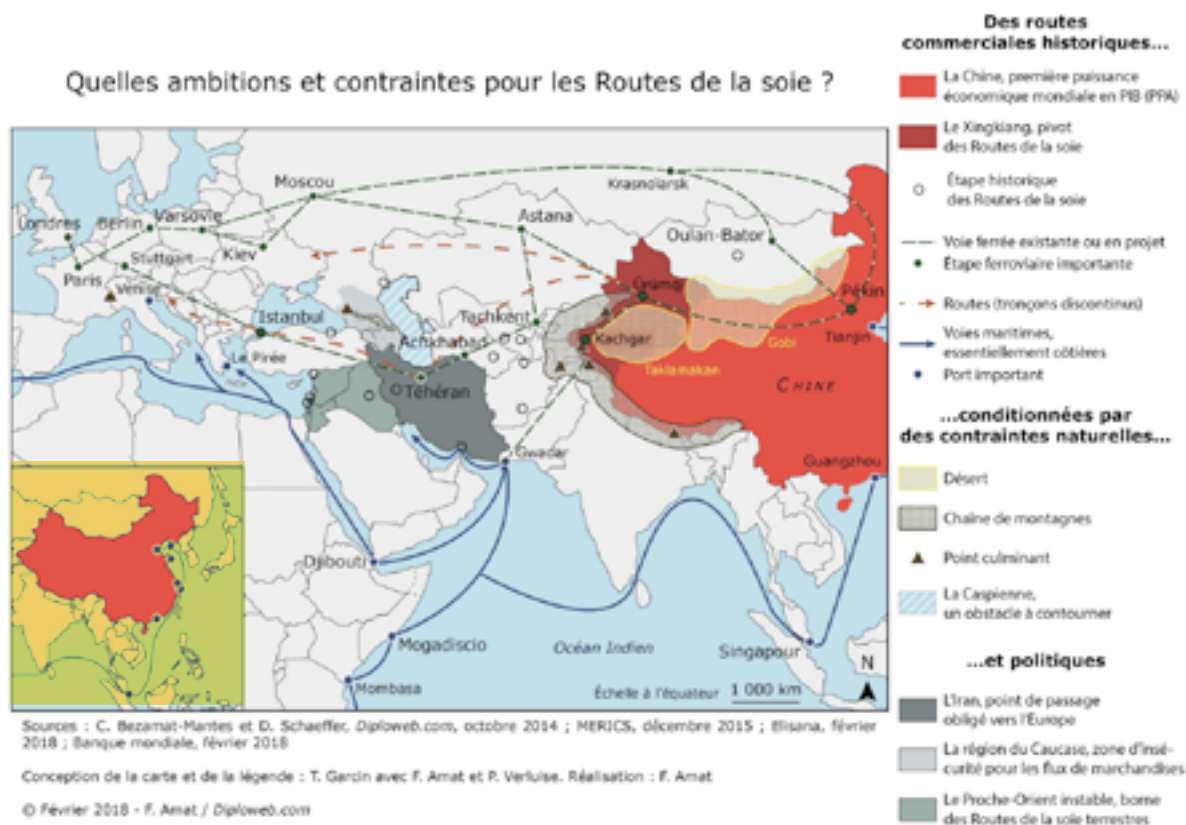 Quelles ambitions et contraintes pour les Routes de la soie ?
Moscou
Krasnoïarsk
Londres
Berlin
Varsovie
Astana
Oulan-Bator
Stuttgart
Kiev
Paris
Venise
Ürümqi
Pékin
Istanbul
Tachkent
Tianjin
Achkhabad
Kachgar
Gobi
Le Pirée
Taklamakan
Téhéran
CHINE
Gwadar
Guangzhou
Djibouti
Mogadiscio
Océan Indien
Singapour
Mombasa
Échelle à l'équateur 1 000 km
N
Sources : C. Bezamat-Mantes et D. Schaeffer, Diploweb.com, octobre 2014 ; MERICS, décembre 2015 ; Elisana, février
2018 ; Banque mondiale, février 2018
Conception de la carte et de la légende : T. Garcin avec F. Amat et P. Verluise. Réalisation : F. Amat
© Février 2018 - F. Amat / Diploweb.com
Des routes
commerciales historiques...
La Chine, première puissance
économique mondiale en PIB (PPA)
Le Xingkiang, pivot
des Routes de la soie
Étape historique
des Routes de la soie
Voie ferrée existante ou en projet
Étape ferroviaire importante
Routes (tronçons discontinus)
Voies maritimes,
essentiellement côtières
Port important
...conditionnées par
des contraintes naturelles...
Désert
Chaîne de montagnes
Point culminant
La Caspienne,
un obstacle à contourner
...et politiques
L'Iran, point de passage
obligé vers l'Europe
La région du Caucase, zone d'insé-
curité pour les flux de marchandises
Le Proche-Orient instable, borne
des Routes de la soie terrestres